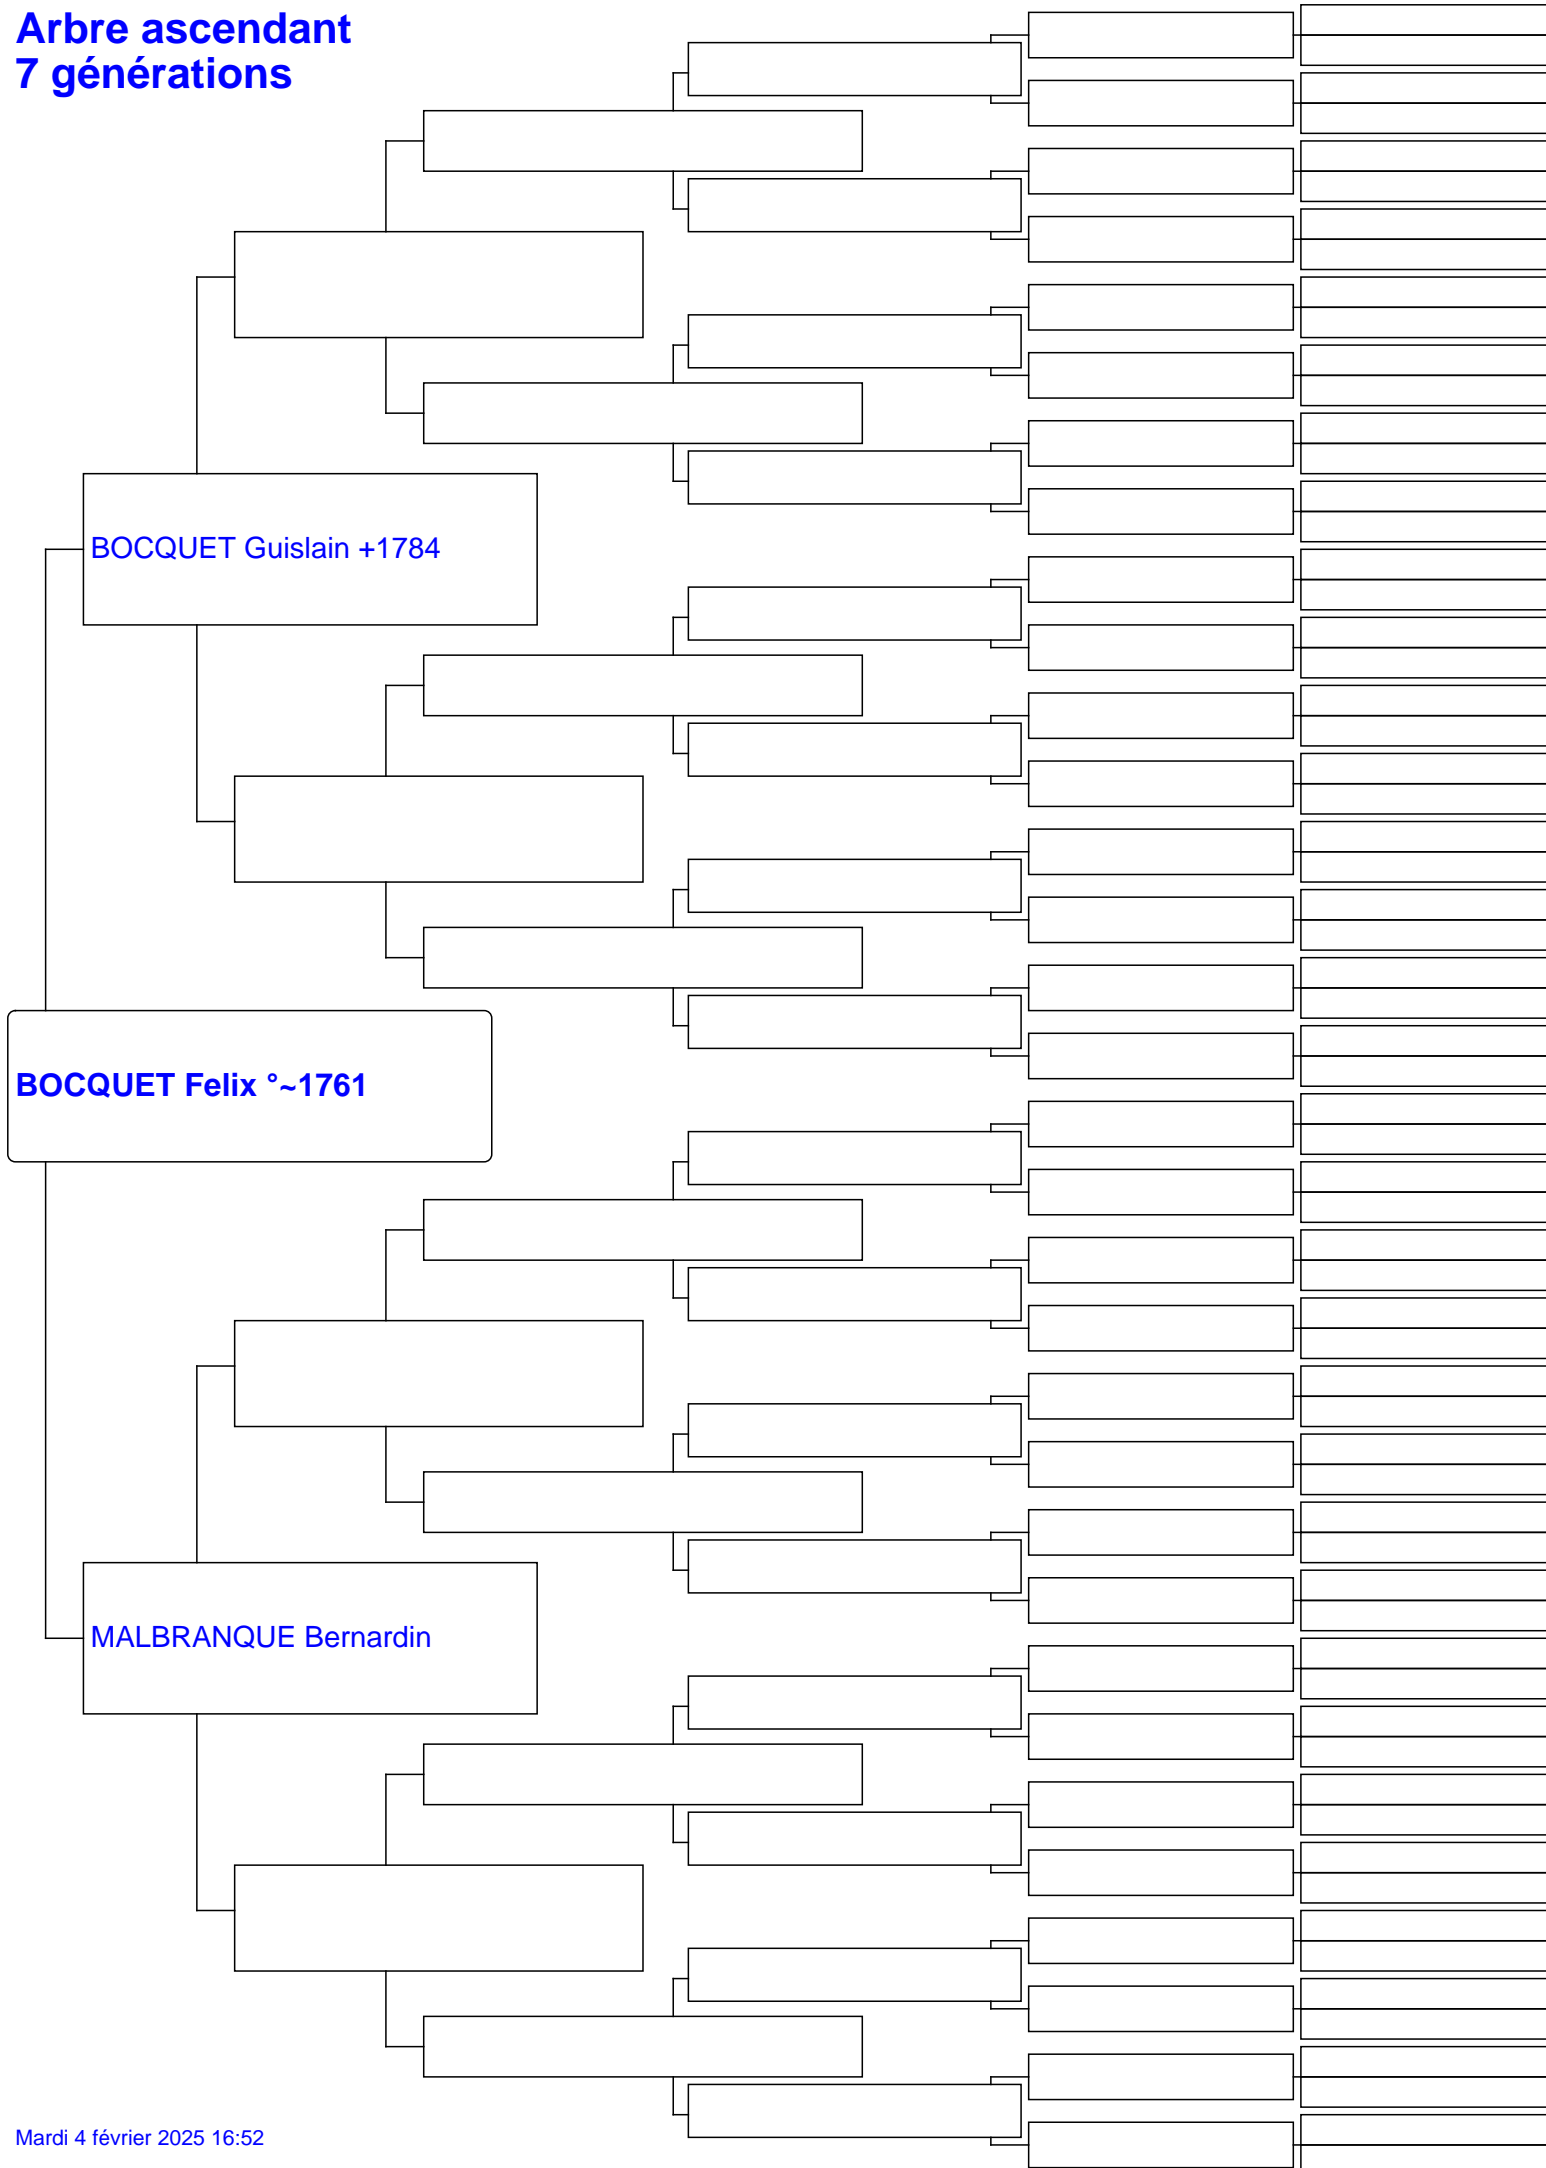 Arbre ascendant
7 générations
BOCQUET Guislain +1784
BOCQUET Felix °~1761
MALBRANQUE Bernardin
Mardi 4 février 2025 16:52